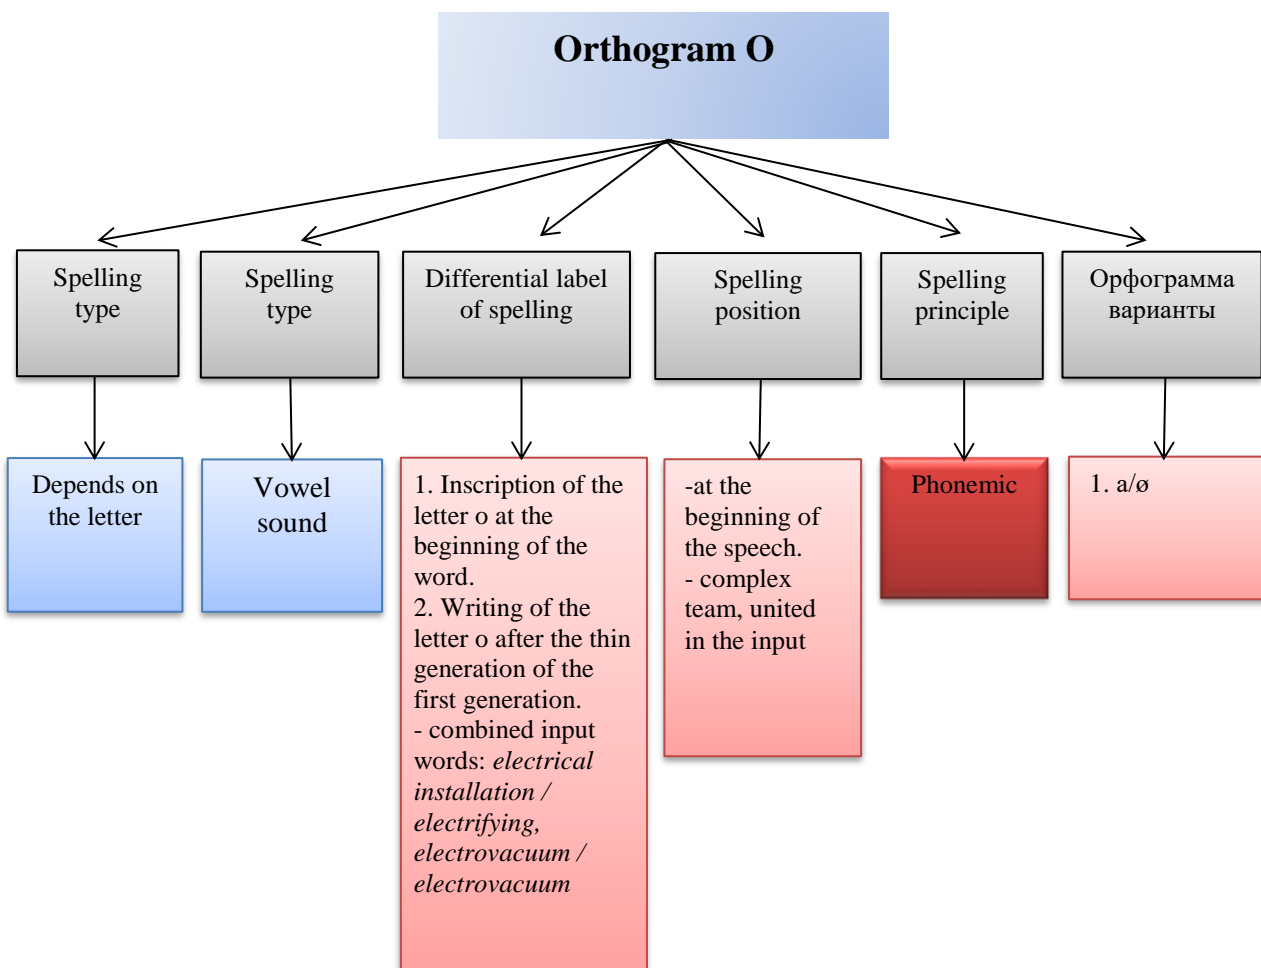 Orthogram O
Spelling
type
Spelling
type
Differential label
of spelling
Spelling
position
Spelling
principle
Орфограмма
варианты
Depends on
the letter
Vowel
sound
1. Inscription of the
letter o at the
beginning of the
word.
2. Writing of the
letter o after the thin
generation of the
first generation.
- combined input
words: electrical
installation /
electrifying,
electrovacuum /
electrovacuum
-at the
beginning of
the speech.
- complex
team, united
in the input
Phonemic
1. a/ø